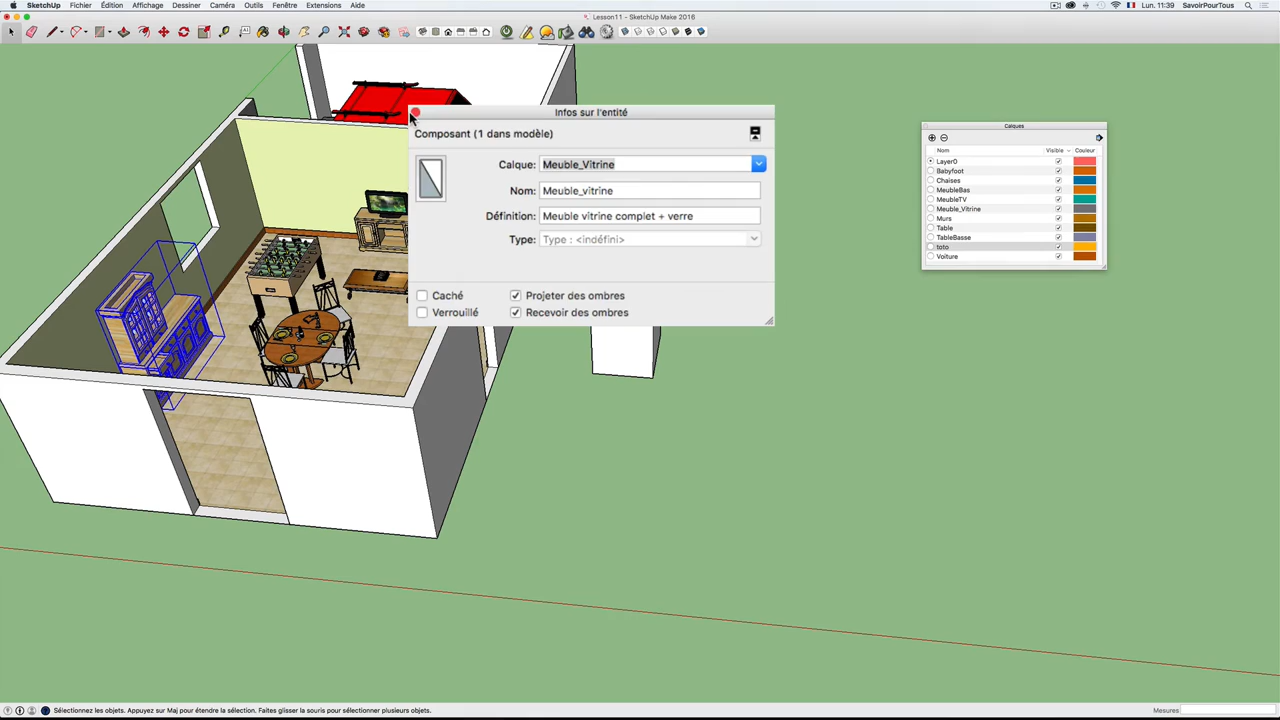 SketchUp Fichier Édition Affichage Dessiner Caméra Outils Fenêtre Extensions Aide Lun. 11:39 SavoirPourTous
Lesson11 - SketchUp Make 2016
Infos sur l'entité
Composant (1 dans modèle)
Calque: Meuble_Vitrine
Nom: Meuble_vitrine
Définition: Meuble vitrine complet + verre
Type: Type : <indéfini>
Caché Projeter des ombres
Verrouillé Recevoir des ombres
Calques
Nom Visible Couleur
Layer0
Babyfoot
Chaises
MeubleBas
MeubleTV
Meuble_Vitrine
Murs
Table
TableBasse
toto
Voiture
Sélectionnez les objets. Appuyez sur Maj pour étendre la sélection. Faites glisser la souris pour sélectionner plusieurs objets. Mesures